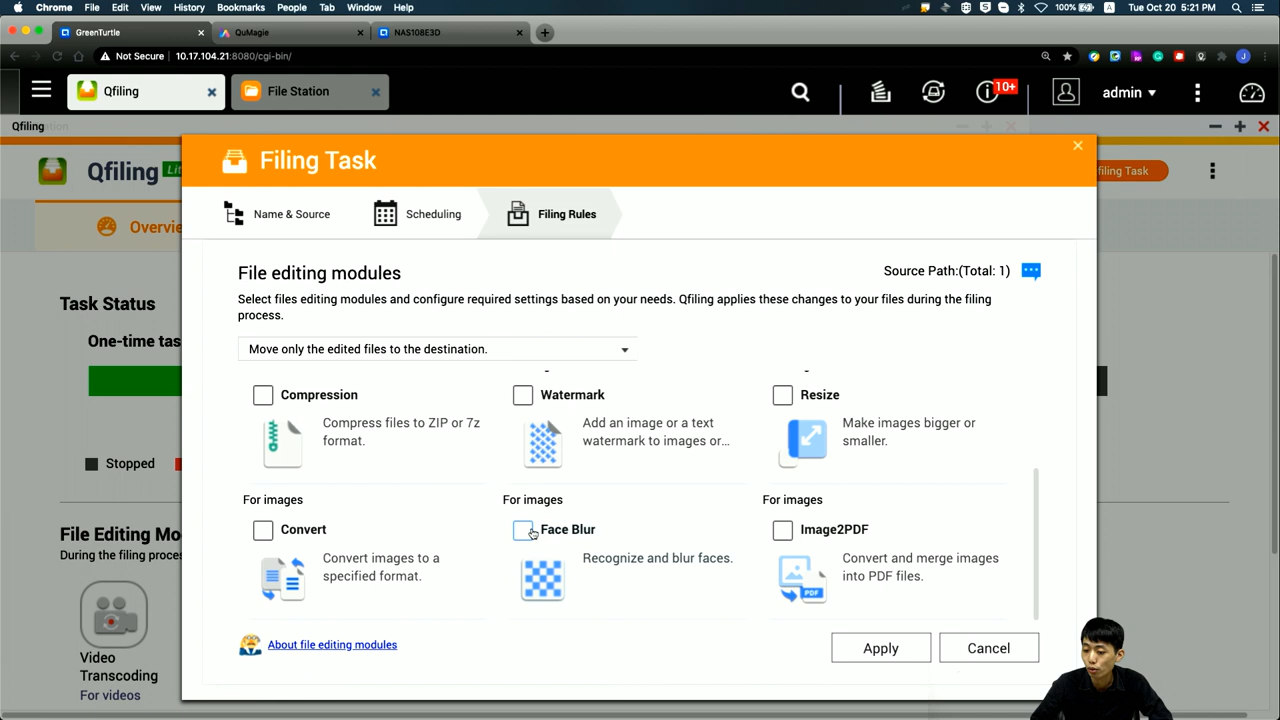 Chrome File Edit View History Bookmarks People Tab Window Help 100% Tue Oct 20 5:21 PM
GreenTurtle
QuMagie
NAS108E3D
Not Secure 10.17.104.21:8080/cgi-bin/
Qfiling
File Station
10+
admin
Qfiling
Qfiling
Filing Task
Overvie
Task Status
One-time tas
Stopped
File Editing Mo
During the filing proce
Video
Transcoding
For videos
Filing Task
Name & Source
Scheduling
Filing Rules
File editing modules
Source Path:(Total: 1)
Select files editing modules and configure required settings based on your needs. Qfiling applies these changes to your files during the filing
process.
Move only the edited files to the destination.
Compression
Compress files to ZIP or 7z
format.
Watermark
Add an image or a text
watermark to images or...
Resize
Make images bigger or
smaller.
For images
Convert
Convert images to a
specified format.
For images
Face Blur
Recognize and blur faces.
For images
Image2PDF
Convert and merge images
into PDF files.
PDF
About file editing modules
Apply
Cancel